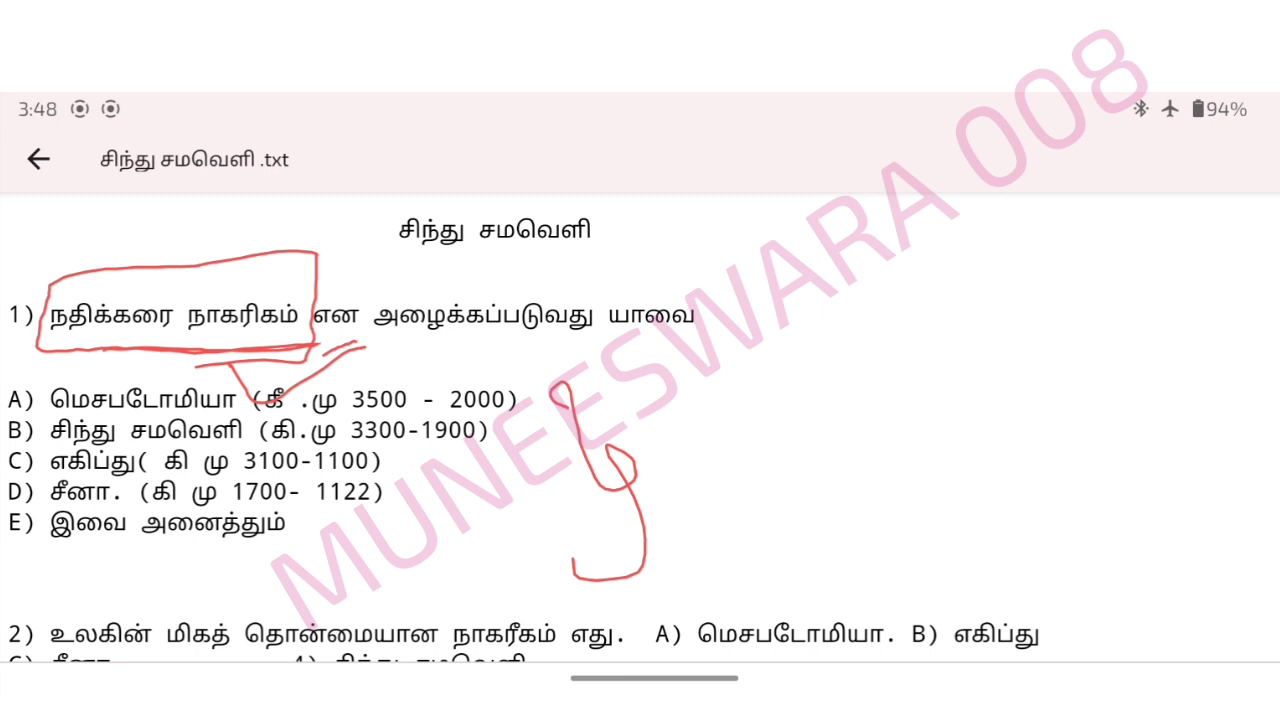 3:48
94%
சிந்து சமவெளி .txt
சிந்து சமவெளி
1) நதிக்கரை நாகரிகம் என அழைக்கப்படுவது யாவை
A) மெசபடோமியா (கீ .மு 3500 - 2000)
B) சிந்து சமவெளி (கி.மு 3300-1900)
C) எகிப்து( கி மு 3100-1100)
D) சீனா. (கி மு 1700- 1122)
E) இவை அனைத்தும்
2) உலகின் மிகத் தொன்மையான நாகரீகம் எது.  A) மெசபடோமியா. B) எகிப்து
MUNEESWARA 008